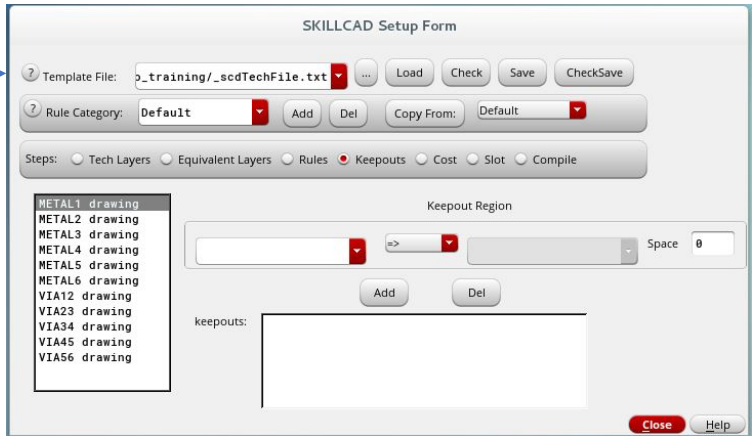 SKILLCAD Setup Form
? Template File: o_training/_scdTechFile.txt ... Load Check Save CheckSave
? Rule Category: Default Add Del Copy From: Default
Steps: Tech Layers Equivalent Layers Rules Keepouts Cost Slot Compile
METAL1 drawing
METAL2 drawing
METAL3 drawing
METAL4 drawing
METAL5 drawing
METAL6 drawing
VIA12 drawing
VIA23 drawing
VIA34 drawing
VIA45 drawing
VIA56 drawing
Keepout Region
=> Space 0
Add Del
keepouts:
Close Help